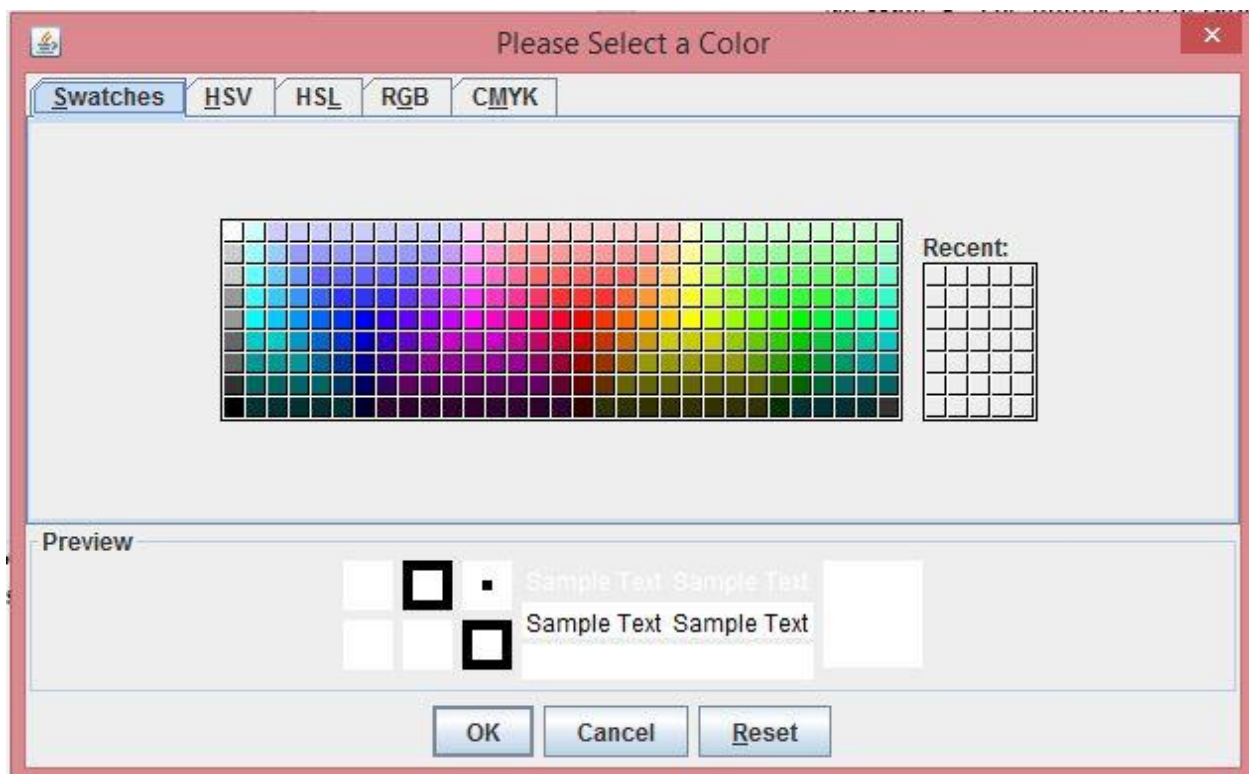 Please Select a Color
Swatches HSV HSL RGB CMYK
Recent:
Preview
Sample Text Sample Text
Sample Text Sample Text
OK Cancel Reset